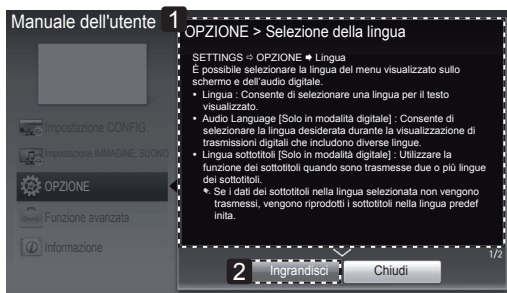 Manuale dell'utente
1
OPZIONE > Selezione della lingua
SETTINGS ⇨ OPZIONE ➡ Lingua
È possibile selezionare la lingua del menu visualizzato sullo
schermo e dell'audio digitale.
• Lingua : Consente di selezionare una lingua per il testo
visualizzato.
• Audio Language [Solo in modalità digitale] : Consente di
selezionare la lingua desiderata durante la visualizzazione di
trasmissioni digitali che includono diverse lingue.
• Lingua sottotitoli [Solo in modalità digitale] : Utilizzare la
funzione dei sottotitoli quando sono trasmesse due o più lingue
dei sottotitoli.
Se i dati dei sottotitoli nella lingua selezionata non vengono
trasmessi, vengono riprodotti i sottotitoli nella lingua predef
inita.
Impostazione CONFIG.
Impostazione IMMAGINE, SUONO
OPZIONE
Funzione avanzata
Informazione
1/2
2
Ingrandisci
Chiudi